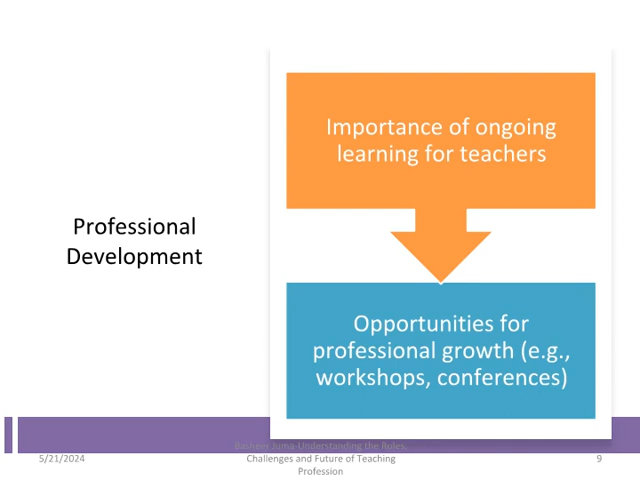 Importance of ongoing
learning for teachers
Professional
Development
Opportunities for
professional growth (e.g.,
workshops, conferences)
Basheer Juma-Understanding the Roles,
5/21/2024
Challenges and Future of Teaching
9
Profession